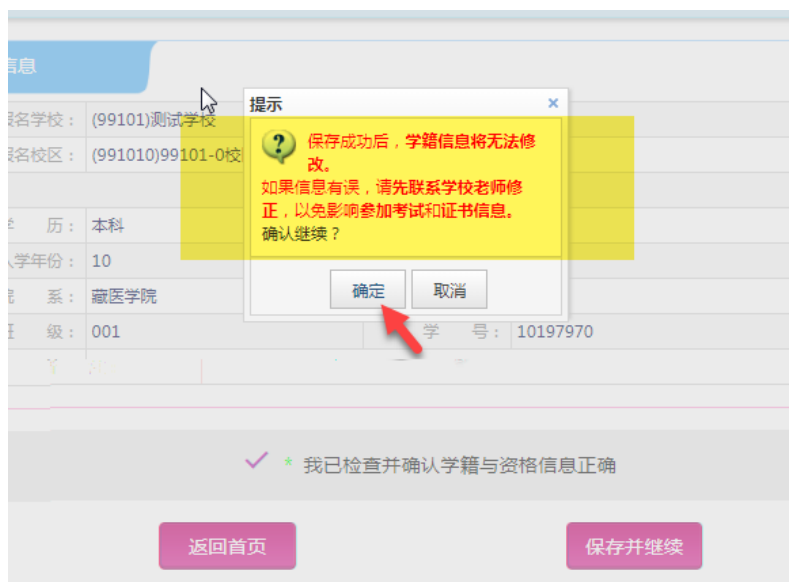 信息
提示 ×
报名学校： (99101)测试学校
保存成功后，学籍信息将无法修
改。
报名校区： (991010)99101-0校
如果信息有误，请先联系学校老师修
正，以免影响参加考试和证书信息。
确认继续？
历： 本科
入学年份： 10
系： 藏医学院
确定 取消
级： 001 学 号： 10197970
* 我已检查并确认学籍与资格信息正确
返回首页 保存并继续